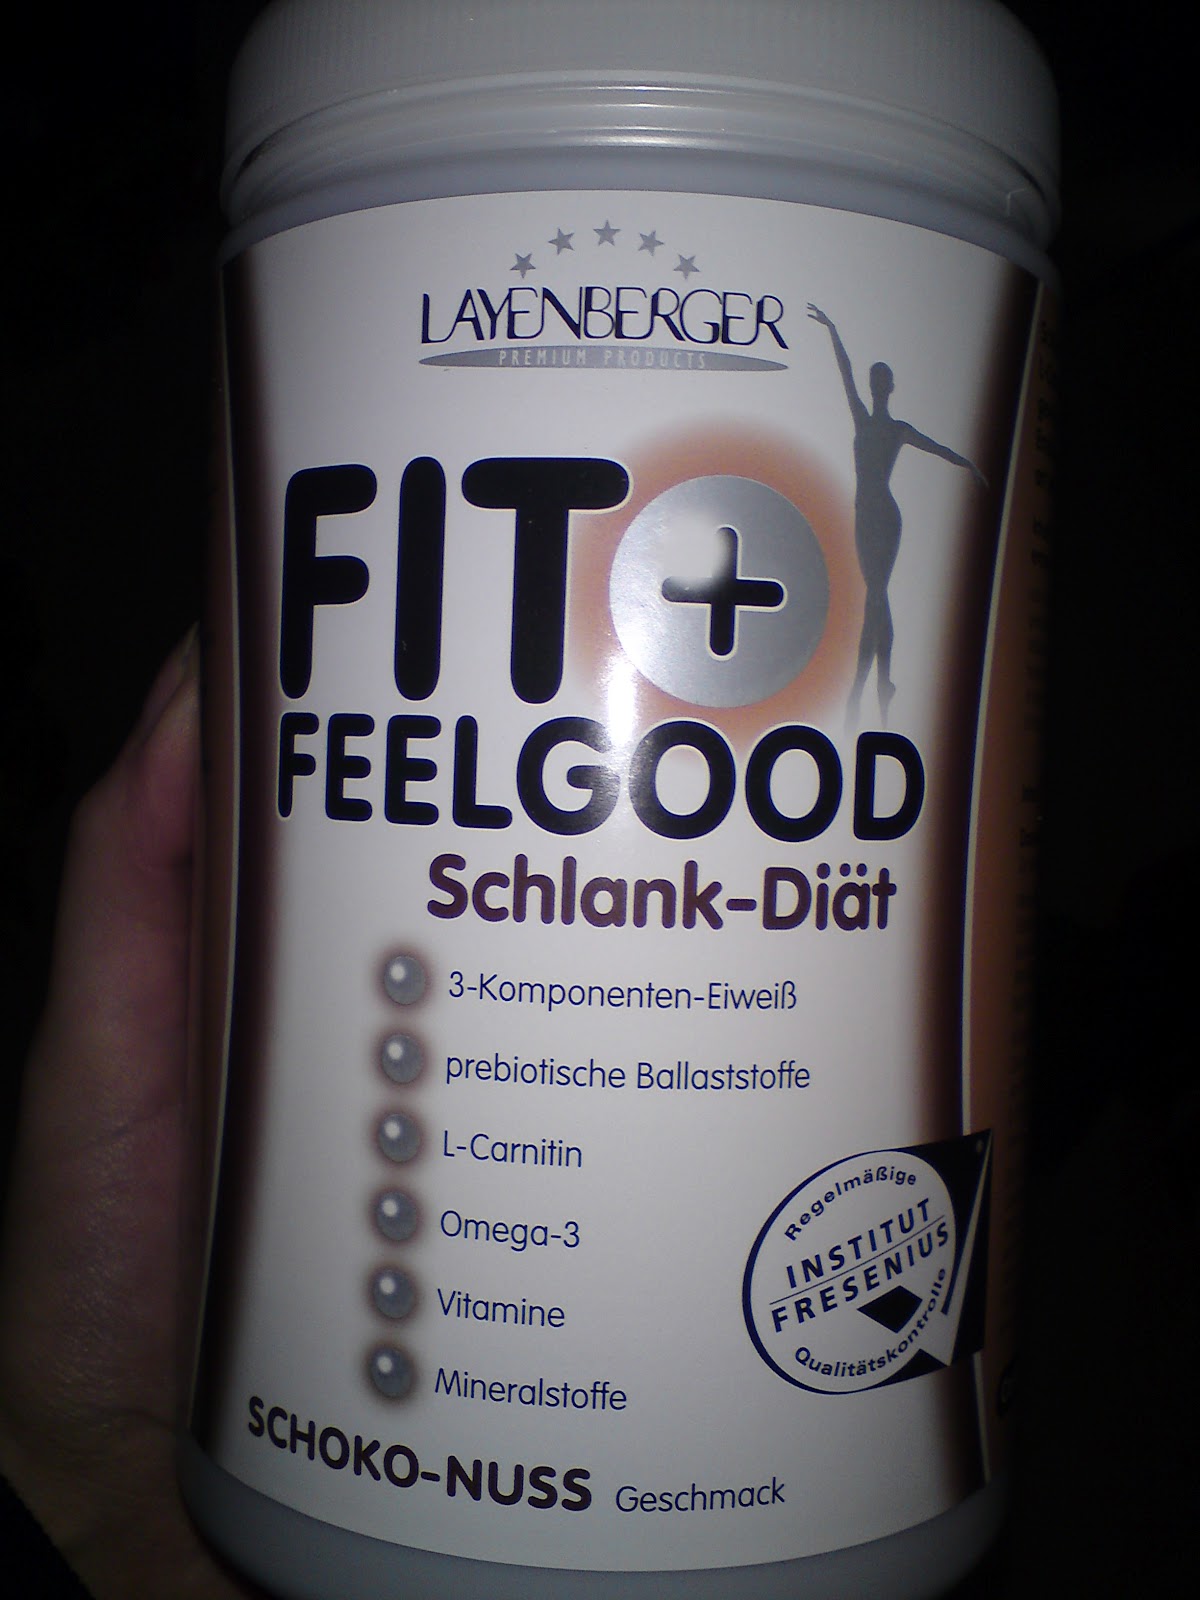 LAYENBERGER
PREMIUM PRODUCTS
FIT+
FEELGOOD
Schlank-Diät
3-Komponenten-Eiweiß
prebiotische Ballaststoffe
L-Carnitin
Omega-3
Vitamine
Mineralstoffe
Regelmäßige
INSTITUT
FRESENIUS
Qualitätskontrolle
SCHOKO-NUSS Geschmack